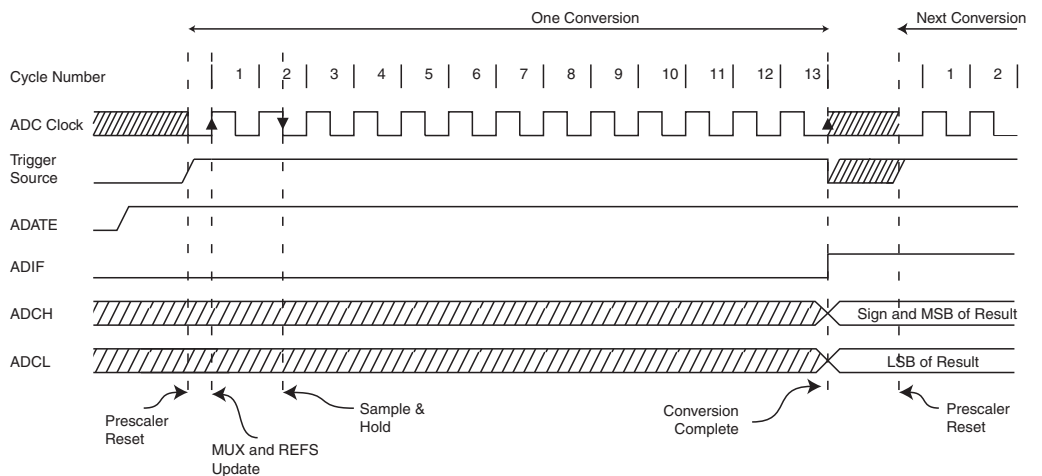 One Conversion
Next Conversion
Cycle Number
1 2 3 4 5 6 7 8 9 10 11 12 13 1 2
ADC Clock
Trigger
Source
ADATE
ADIF
ADCH
Sign and MSB of Result
ADCL
LSB of Result
Prescaler
Reset
MUX and REFS
Update
Sample &
Hold
Conversion
Complete
Prescaler
Reset